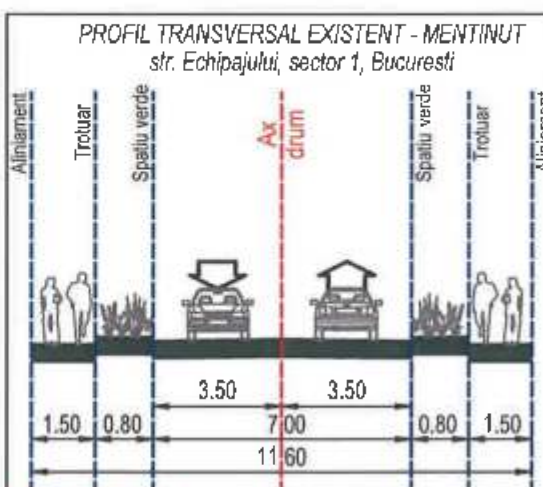 PROFIL TRANSVERSAL EXISTENT - MENTINUT
str. Echipajului, sector 1, Bucuresti
Aliniament
Trotuar
Spatiu verde
Ax
drum
Spatiu verde
Trotuar
Aliniament
3.50 3.50
1.50 0.80 7.00 0.80 1.50
11.60